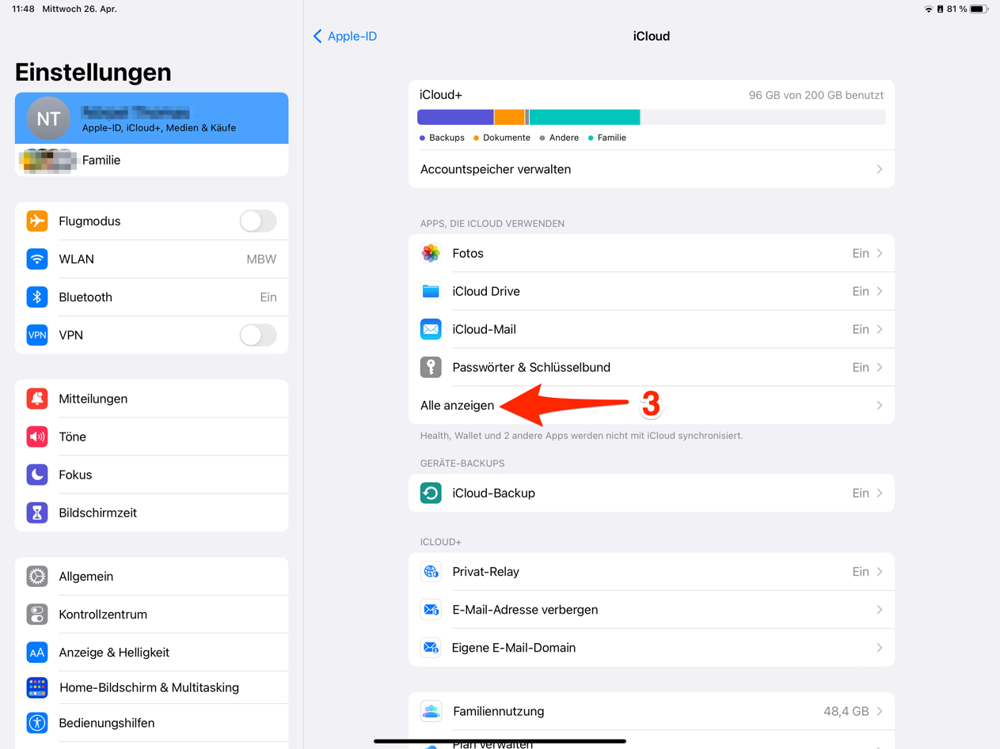 11:48 Mittwoch 26. Apr.
81 %
Einstellungen
NT
Apple-ID, iCloud+, Medien & Käufe
Familie
Flugmodus
WLAN MBW
Bluetooth Ein
VPN VPN
Mitteilungen
Töne
Fokus
Bildschirmzeit
Allgemein
Kontrollzentrum
AA Anzeige & Helligkeit
Home-Bildschirm & Multitasking
Bedienungshilfen
Apple-ID
iCloud
iCloud+ 96 GB von 200 GB benutzt
Backups Dokumente Andere Familie
Accountspeicher verwalten
APPS, DIE ICLOUD VERWENDEN
Fotos Ein
iCloud Drive Ein
iCloud-Mail Ein
Passwörter & Schlüsselbund Ein
Alle anzeigen 3
Health, Wallet und 2 andere Apps werden nicht mit iCloud synchronisiert.
GERÄTE-BACKUPS
iCloud-Backup Ein
ICLOUD+
Privat-Relay Ein
E-Mail-Adresse verbergen
Eigene E-Mail-Domain
Familiennutzung 48,4 GB
Plan verwalten